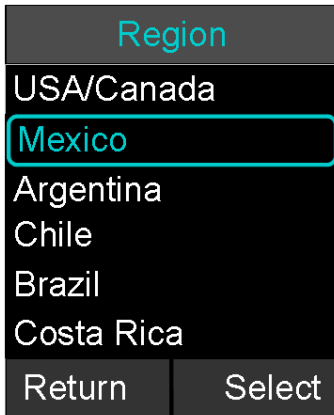 Region
USA/Canada
Mexico
Argentina
Chile
Brazil
Costa Rica
Return Select